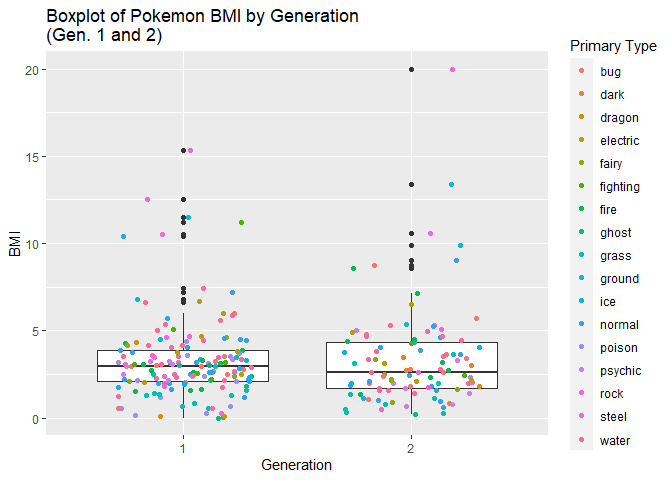 Boxplot of Pokemon BMI by Generation
(Gen. 1 and 2)
BMI
20
15
10
5
0
1
2
Generation
Primary Type
bug
dark
dragon
electric
fairy
fighting
fire
ghost
grass
ground
ice
normal
poison
psychic
rock
steel
water